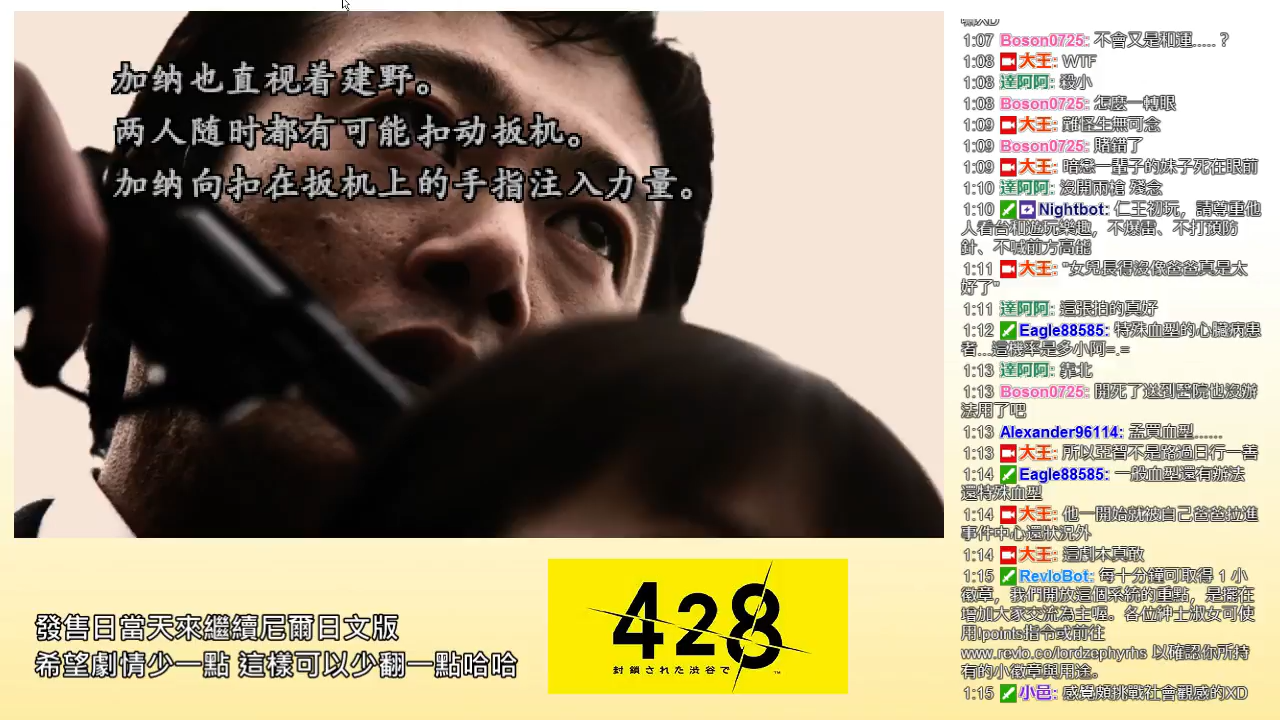 加纳也直视着建野。
两人随时都有可能扣动扳机。
加纳向扣在扳机上的手指注入力量。
發售日當天來繼續尼爾日文版
希望劇情少一點 這樣可以少翻一點哈哈
428
封鎖された渋谷で
TM
1:07 Boson0725: 不會又是和運.....？
1:08 大王: WTF
1:08 達阿阿: 殺小
1:08 Boson0725: 怎麼一轉眼
1:09 大王: 難怪生無可戀
1:09 Boson0725: 賭錯了
1:09 大王: 暗戀一輩子的妹子死在眼前
1:10 達阿阿: 沒開兩槍 殘念
1:10 Nightbot: 仁王初玩，請尊重他
人看台和遊玩樂趣，不爆雷、不打預防
針、不喊前方高能
1:11 大王: "女兒長得沒像爸爸真是太
好了"
1:11 達阿阿: 這張拍的真好
1:12 Eagle88585: 特殊血型的心臟病患
者...這機率是多小阿=.=
1:13 達阿阿: 靠北
1:13 Boson0725: 開死了送到醫院也沒辦
法用了吧
1:13 Alexander96114: 孟買血型......
1:13 大王: 所以亞智不是路過日行一善
1:14 Eagle88585: 一般血型還有辦法
還特殊血型
1:14 大王: 他一開始就被自己爸爸拉進
事件中心還狀況外
1:14 大王: 這劇本真敢
1:15 RevloBot: 每十分鐘可取得 1 小
徽章，我們開放這個系統的重點，是擺在
增加大家交流為主喔。各位紳士淑女可使
用!points指令或前往
www.revlo.co/lordzephyrhs 以確認你所持
有的小徽章與用途。
1:15 小邑: 感覺頗挑戰社會觀感的XD